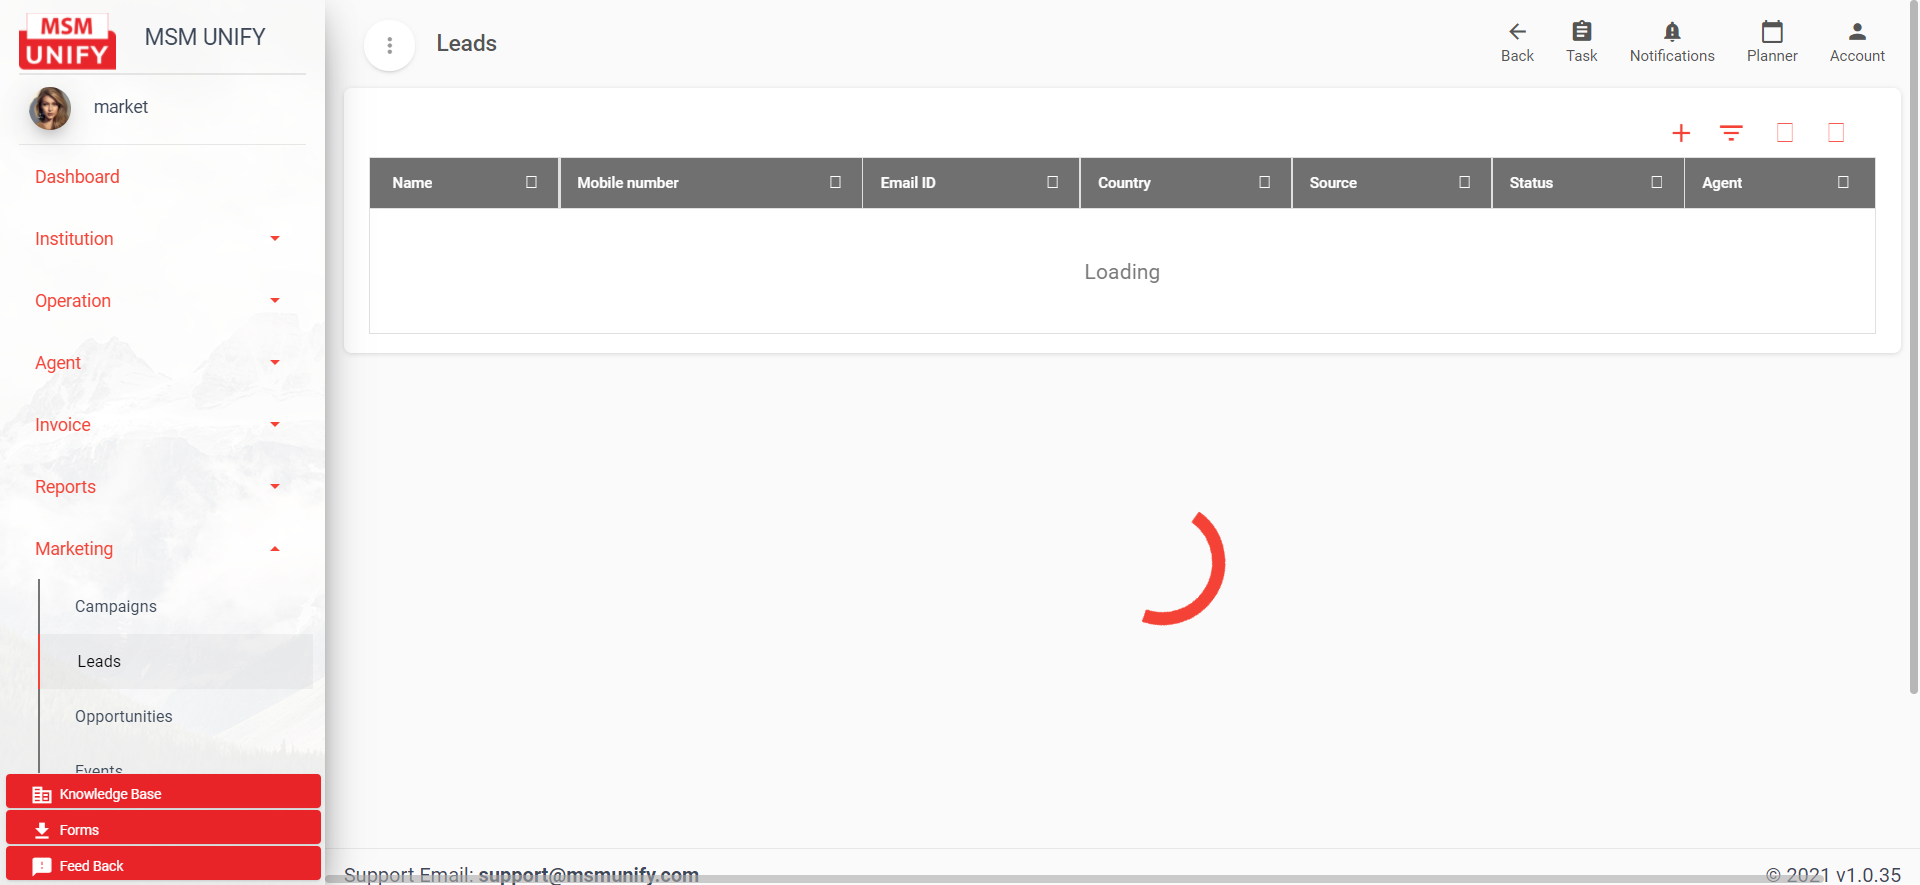 MSM
UNIFY
MSM UNIFY
market
Dashboard
Institution
Operation
Agent
Invoice
Reports
Marketing
Campaigns
Leads
Opportunities
Events
Knowledge Base
Forms
Feed Back
Leads
Back
Task
Notifications
Planner
Account
Name
Mobile number
Email ID
Country
Source
Status
Agent
Loading
Support Email: support@msmunify.com
© 2021 v1.0.35